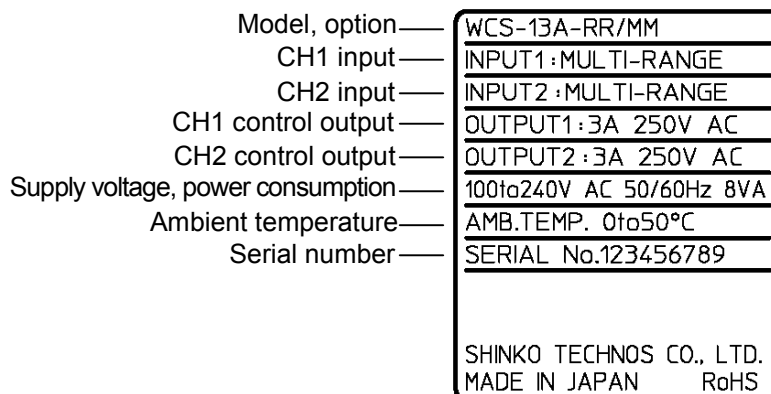 Model, option WCS-13A-RR/MM
CH1 input INPUT1:MULTI-RANGE
CH2 input INPUT2:MULTI-RANGE
CH1 control output OUTPUT1:3A 250V AC
CH2 control output OUTPUT2:3A 250V AC
Supply voltage, power consumption 100to240V AC 50/60Hz 8VA
Ambient temperature AMB.TEMP. 0to50°C
Serial number SERIAL No.123456789
SHINKO TECHNOS CO., LTD.
MADE IN JAPAN RoHS